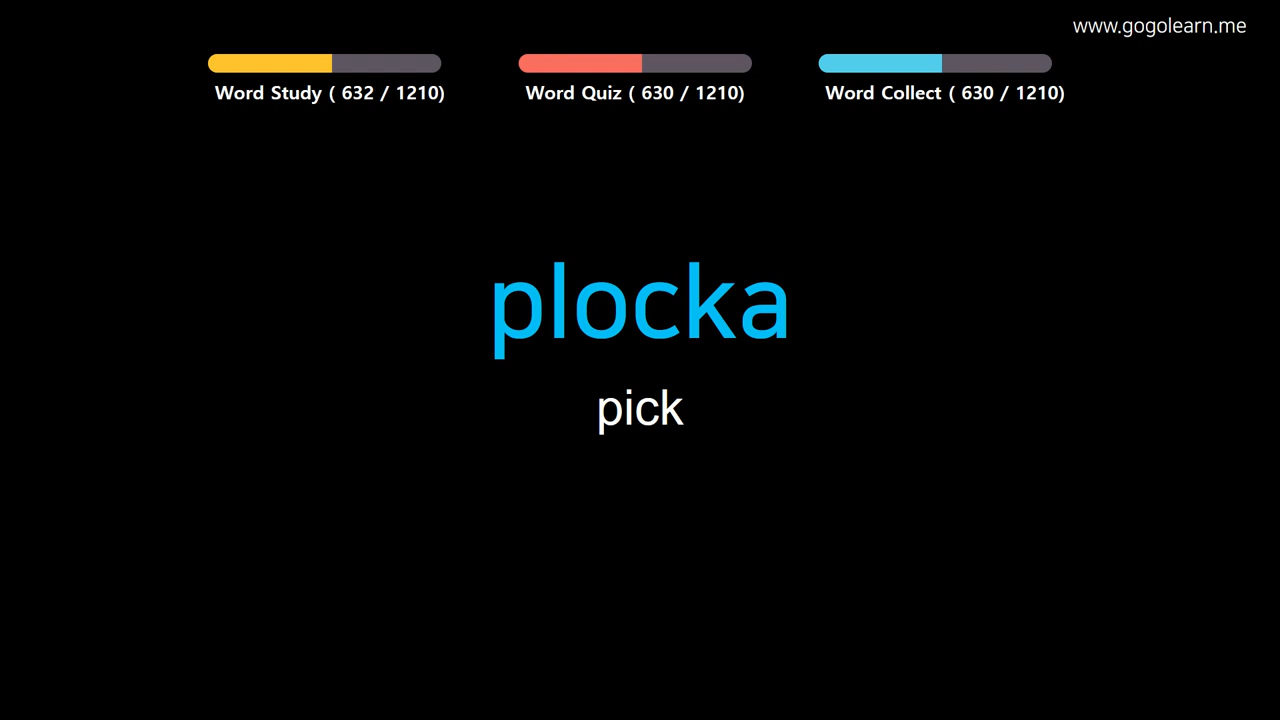 www.gogolearn.me
Word Study ( 632 / 1210)
Word Quiz ( 630 / 1210)
Word Collect ( 630 / 1210)
plocka
pick